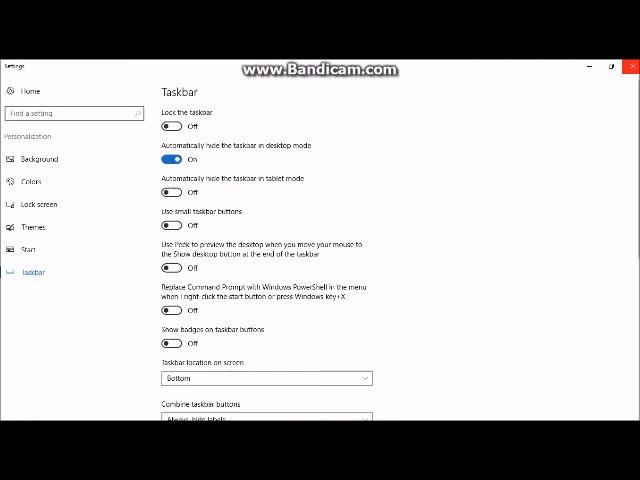 www.Bandicam.com
Settings
Home
Find a setting
Personalization
Background
Colors
Lock screen
Themes
Start
Taskbar
Taskbar
Lock the taskbar
Off
Automatically hide the taskbar in desktop mode
On
Automatically hide the taskbar in tablet mode
Off
Use small taskbar buttons
Off
Use Peek to preview the desktop when you move your mouse to
the Show desktop button at the end of the taskbar
Off
Replace Command Prompt with Windows PowerShell in the menu
when I right-click the start button or press Windows key+X
Off
Show badges on taskbar buttons
Off
Taskbar location on screen
Bottom
Combine taskbar buttons
Always, hide labels